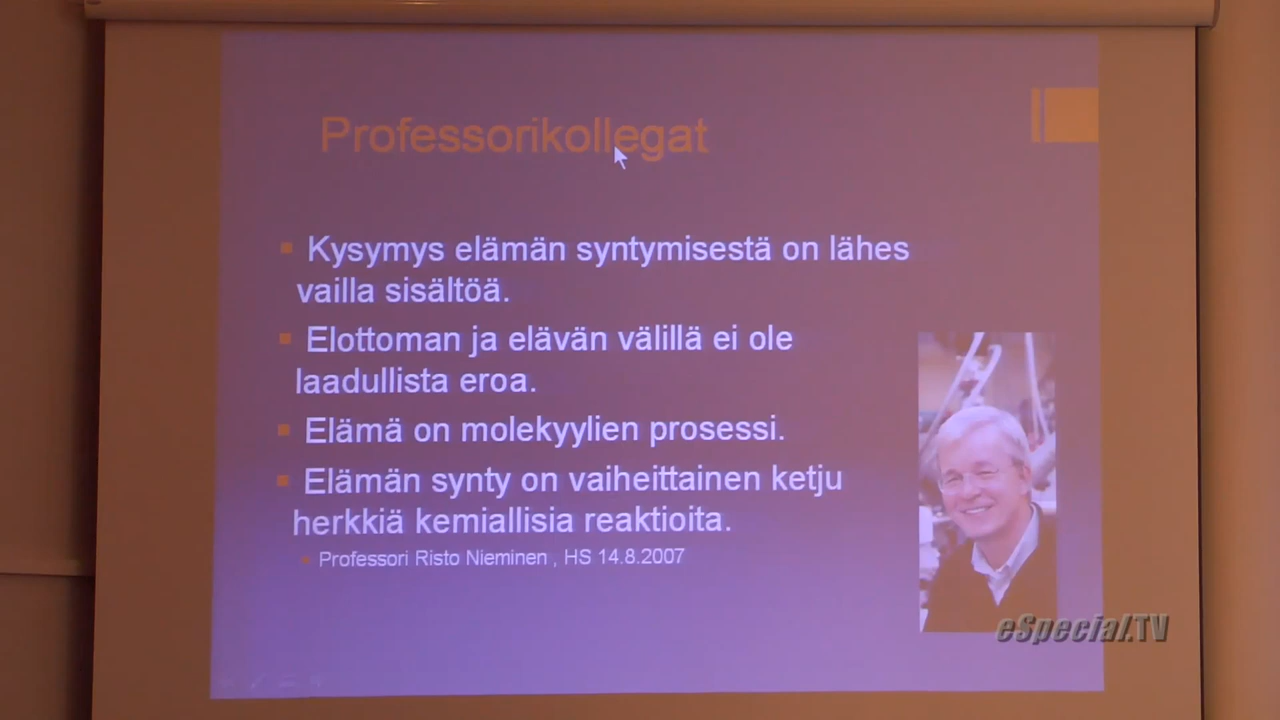 Professorikollegat
Kysymys elämän syntymisestä on lähes
vailla sisältöä.
Elottoman ja elävän välillä ei ole
laadullista eroa.
Elämä on molekyylien prosessi.
Elämän synty on vaiheittainen ketju
herkkiä kemiallisia reaktioita.
Professori Risto Nieminen , HS 14.8.2007
eSpecial.TV